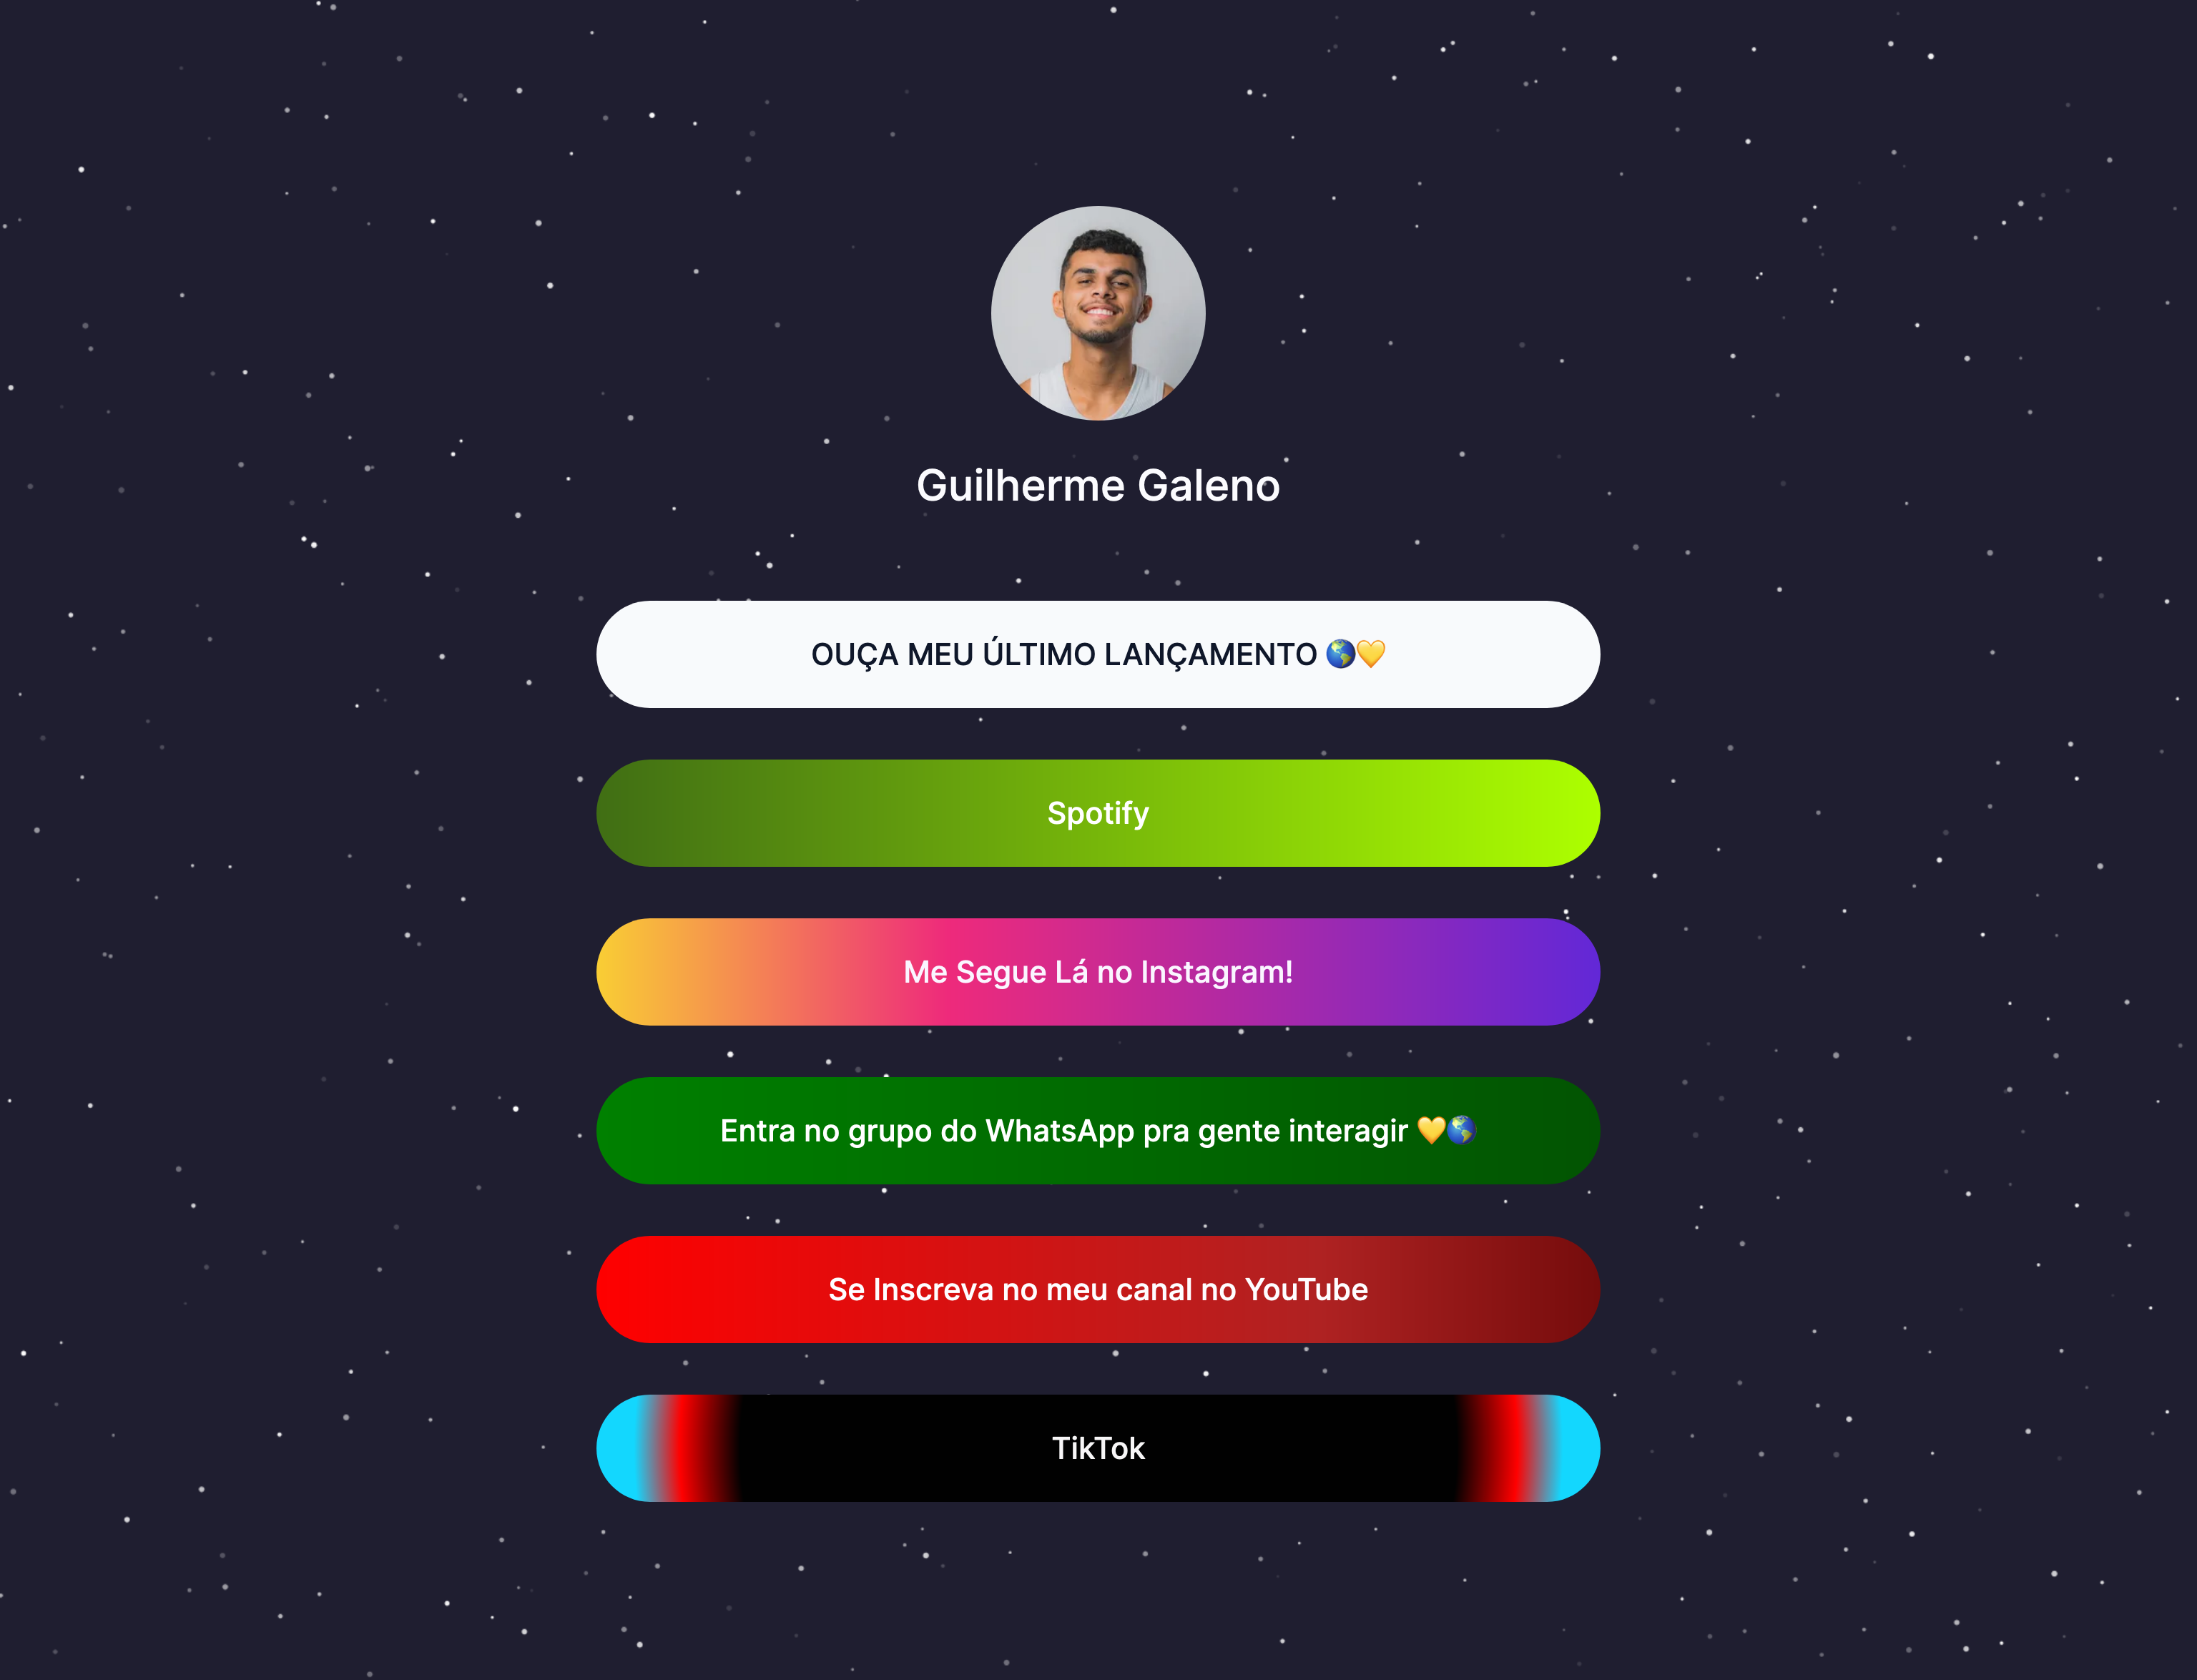 Guilherme Galeno
OUÇA MEU ÚLTIMO LANÇAMENTO 🌎💛
Spotify
Me Segue Lá no Instagram!
Entra no grupo do WhatsApp pra gente interagir 💛🌎
Se Inscreva no meu canal no YouTube
TikTok